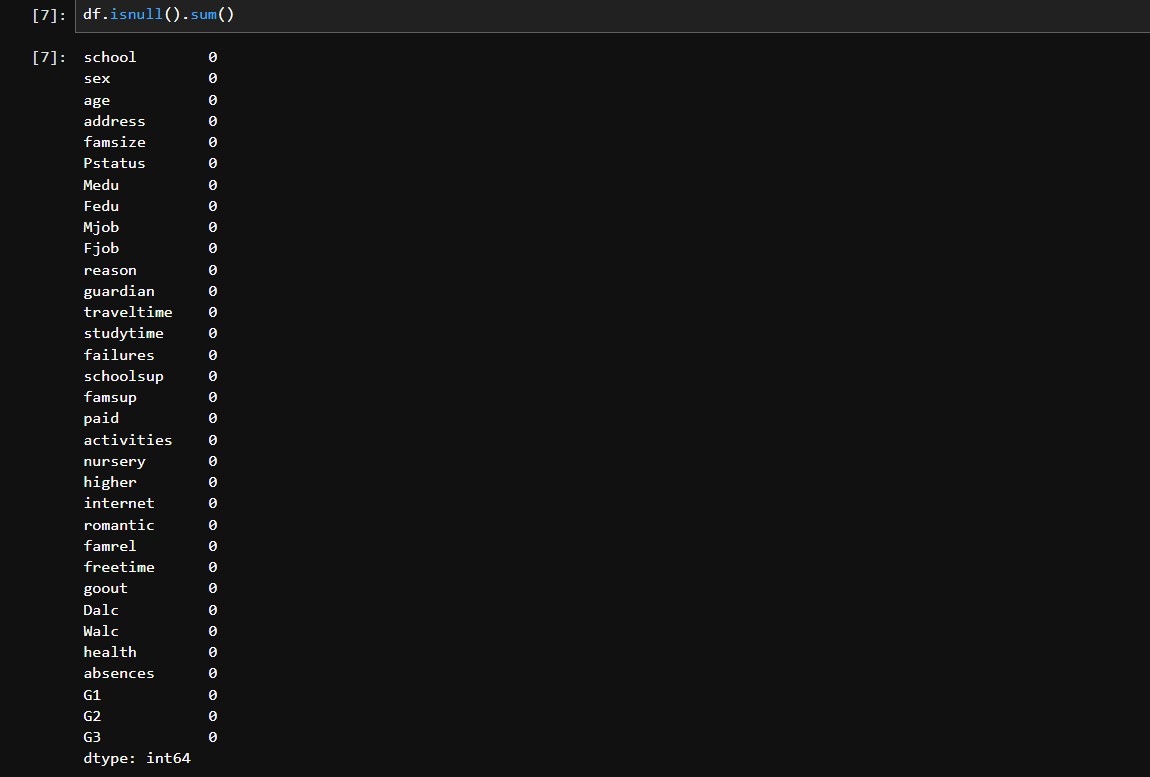 [7]: df.isnull().sum()
[7]: school 0
sex 0
age 0
address 0
famsize 0
Pstatus 0
Medu 0
Fedu 0
Mjob 0
Fjob 0
reason 0
guardian 0
traveltime 0
studytime 0
failures 0
schoolsup 0
famsup 0
paid 0
activities 0
nursery 0
higher 0
internet 0
romantic 0
famrel 0
freetime 0
goout 0
Dalc 0
Walc 0
health 0
absences 0
G1 0
G2 0
G3 0
dtype: int64